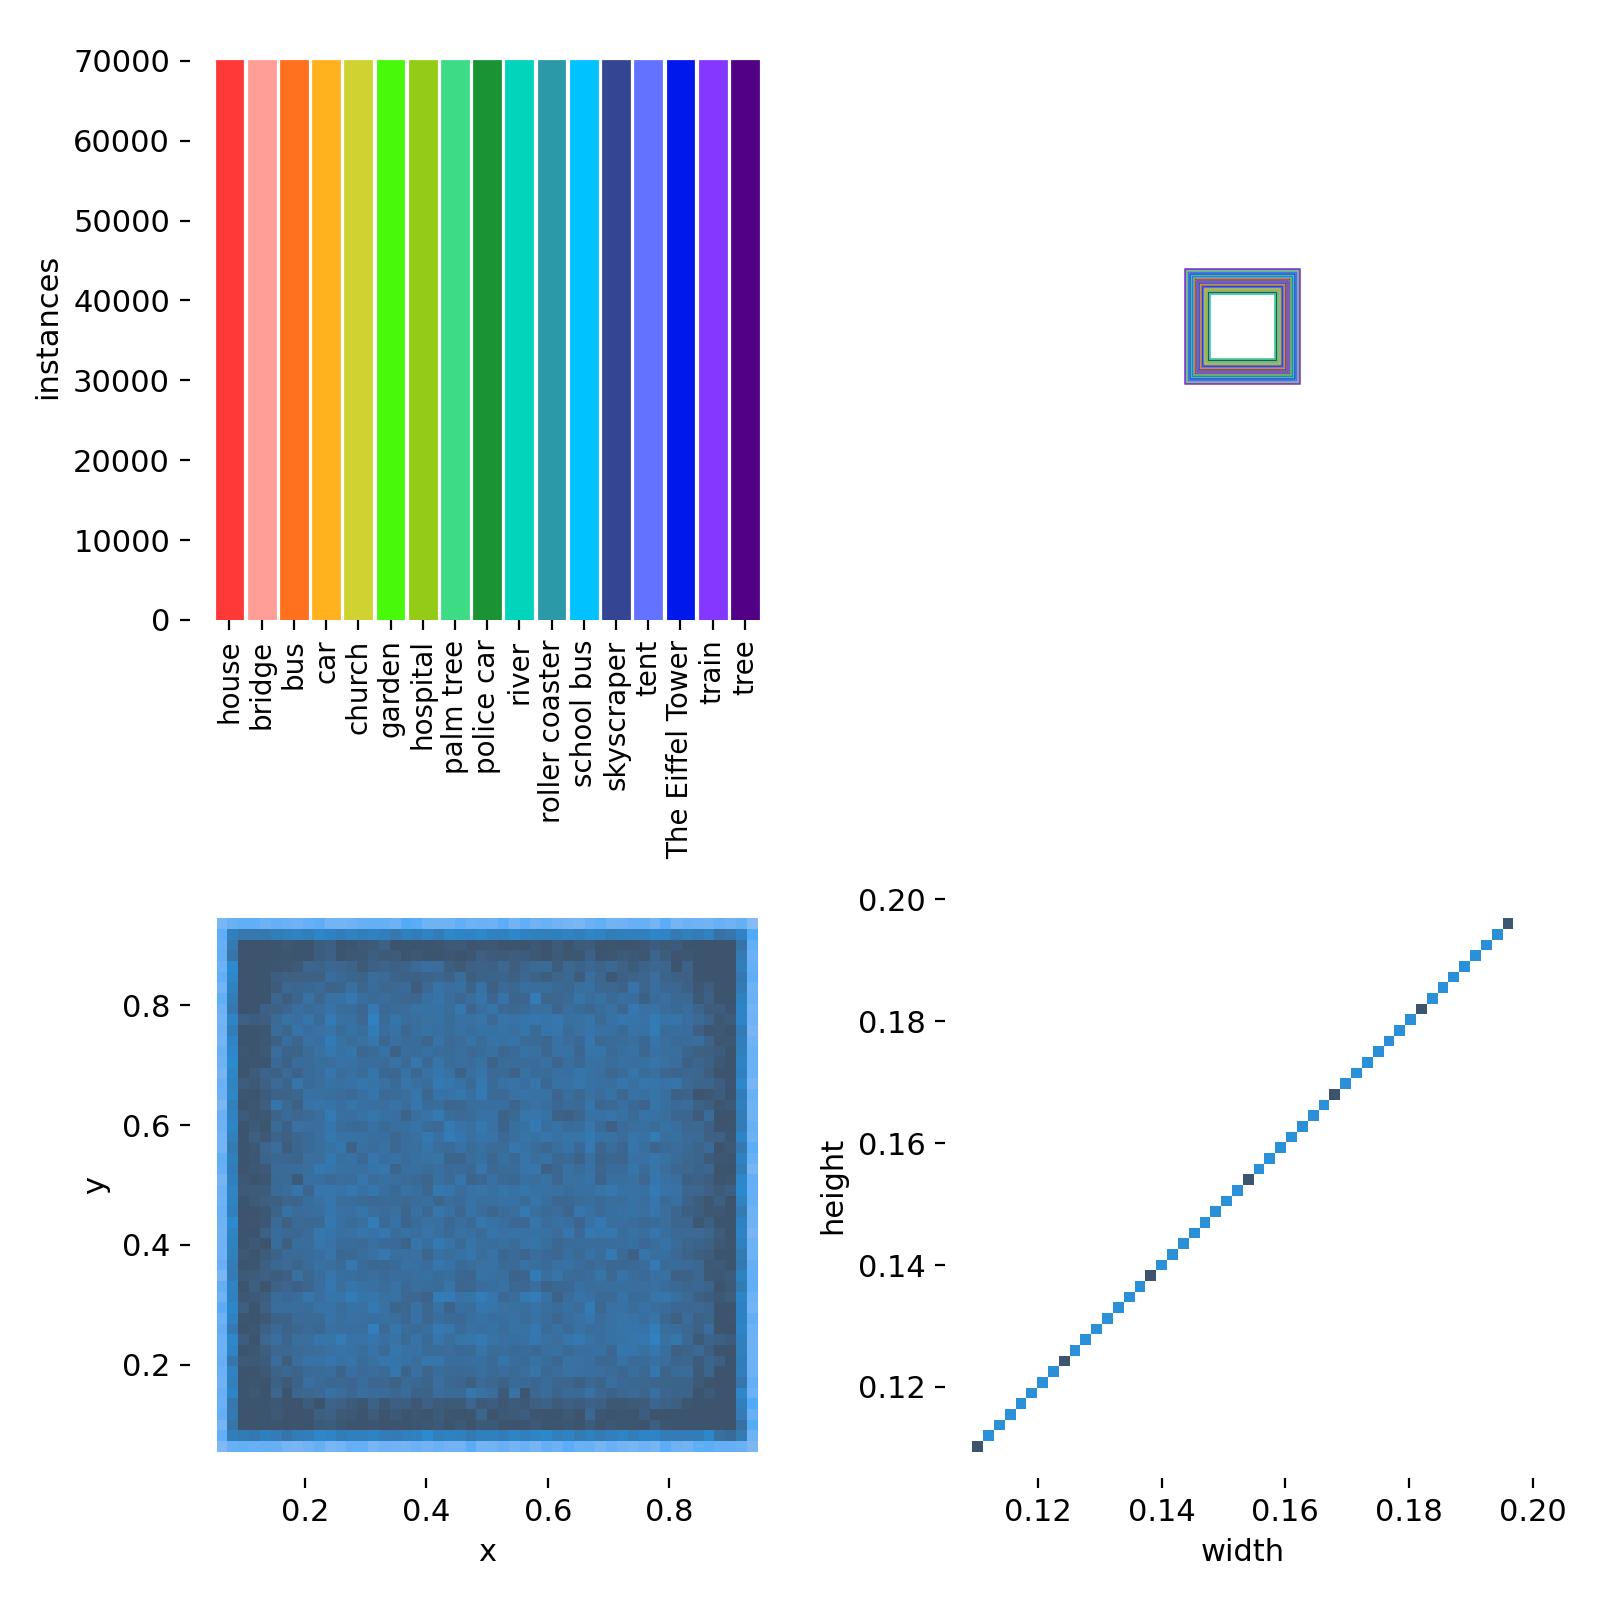 70000
60000
50000
40000
30000
20000
10000
0
instances
house
bridge
bus
car
church
garden
hospital
palm tree
police car
river
roller coaster
school bus
skyscraper
tent
The Eiffel Tower
train
tree
0.8
0.6
0.4
0.2
y
0.2 0.4 0.6 0.8
x
0.20
0.18
0.16
0.14
0.12
height
0.12 0.14 0.16 0.18 0.20
width